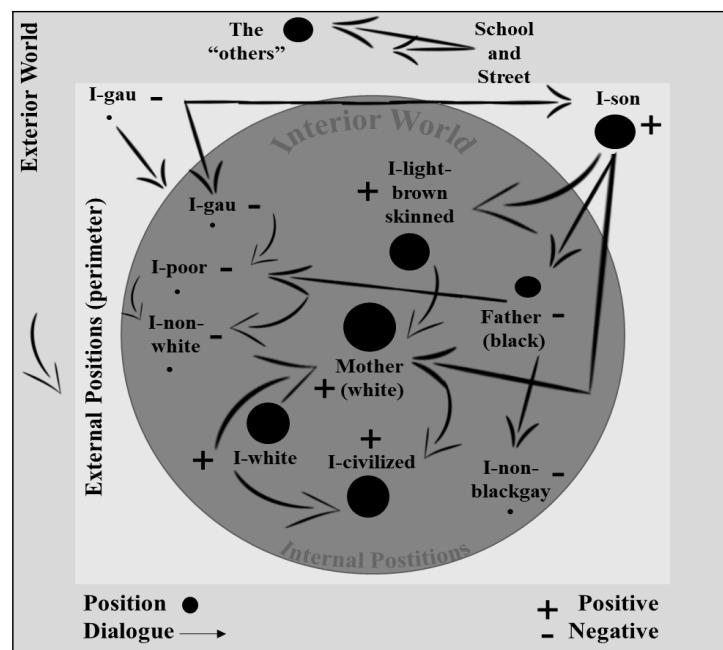 The
“others”
School
and
Street
Exterior World
I-gau -
I-son
+
Interior World
I-light-
+ brown
skinned
I-gau -
I-poor -
I-non-
white -
Father -
(black)
Mother
+ (white)
External Positions (perimeter)
+
I-white
+
I-civilized
I-non-
blackgay -
Internal Postitions
Position
Dialogue
+ Positive
- Negative